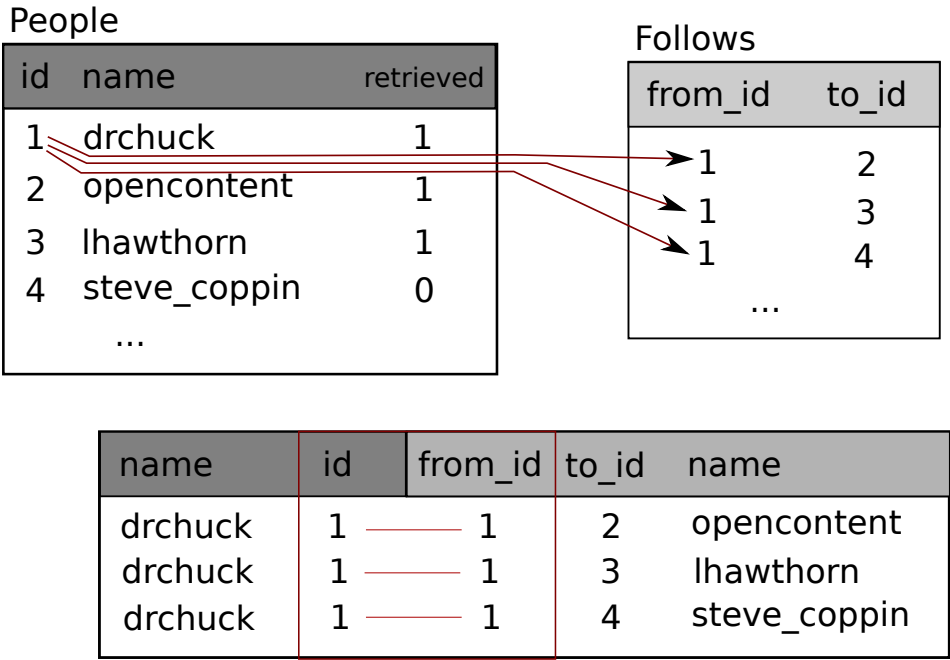 People
id name retrieved
1 drchuck 1
2 opencontent 1
3 lhawthorn 1
4 steve_coppin 0
...
Follows
from_id to_id
1 2
1 3
1 4
...
name id from_id to_id name
drchuck 1 1 2 opencontent
drchuck 1 1 3 lhawthorn
drchuck 1 1 4 steve_coppin